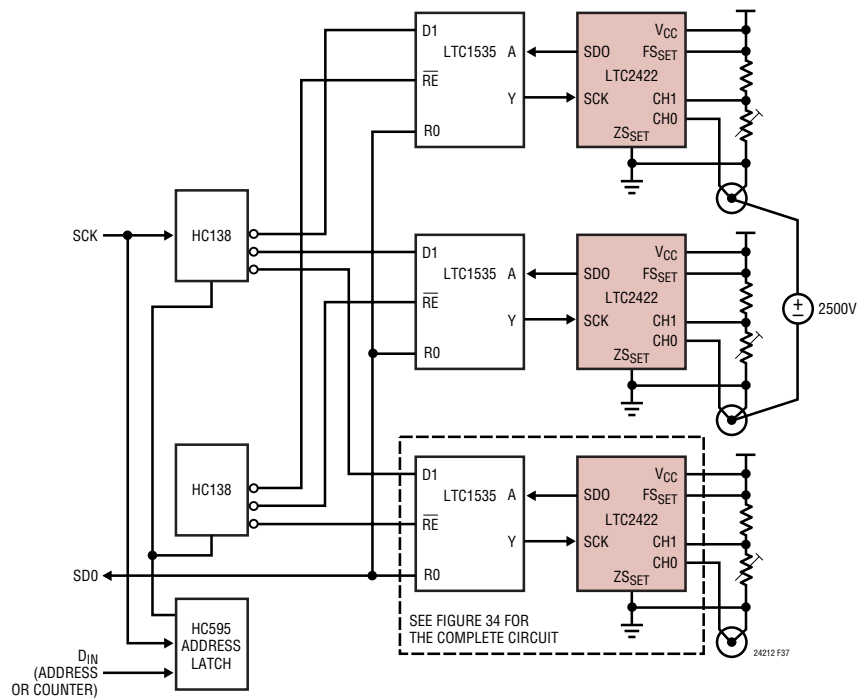 D1
LTC1535
A
RE
Y
R0
SDO
LTC2422
SCK
VCC
FSSET
CH1
CH0
ZSSET
SCK
HC138
D1
LTC1535
A
RE
Y
R0
SDO
LTC2422
SCK
VCC
FSSET
CH1
CH0
ZSSET
2500V
HC138
D1
LTC1535
A
RE
Y
R0
SDO
LTC2422
SCK
VCC
FSSET
CH1
CH0
ZSSET
SD0
SEE FIGURE 34 FOR
THE COMPLETE CIRCUIT
HC595
ADDRESS
LATCH
DIN
(ADDRESS
OR COUNTER)
24212 F37